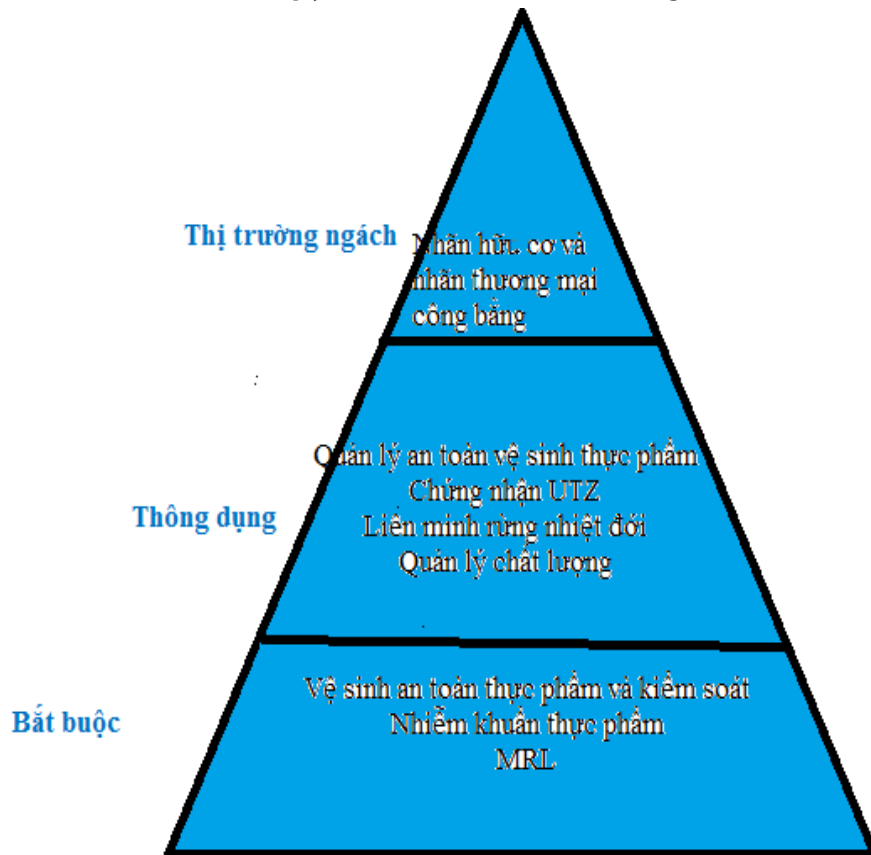 Thị trường ngách
Nhãn hữu cơ và
nhãn thương mại
công bằng
Quản lý an toàn vệ sinh thực phẩm
Chứng nhận UTZ
Thông dụng
Liên minh rừng nhiệt đới
Quản lý chất lượng
Vệ sinh an toàn thực phẩm và kiểm soát
Bắt buộc
Nhiễm khuẩn thực phẩm
MRL